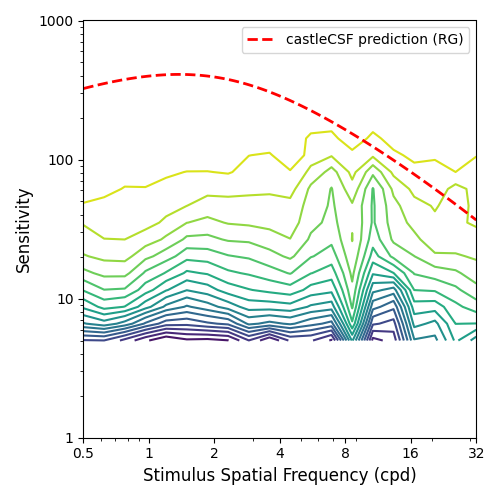 1000
castleCSF prediction (RG)
100
Sensitivity
10
1
0.5 1 2 4 8 16 32
Stimulus Spatial Frequency (cpd)